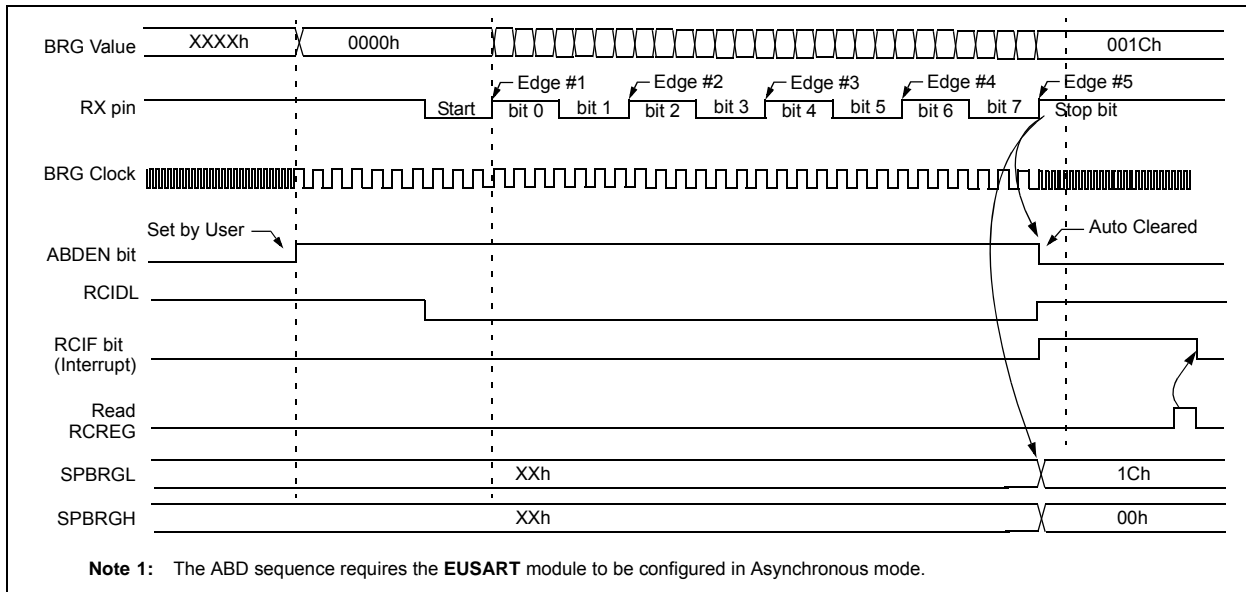 BRG Value XXXXh 0000h 001Ch
Edge #1 Edge #2 Edge #3 Edge #4 Edge #5
RX pin Start bit 0 bit 1 bit 2 bit 3 bit 4 bit 5 bit 6 bit 7 Stop bit
BRG Clock
Set by User Auto Cleared
ABDEN bit
RCIDL
RCIF bit
(Interrupt)
Read
RCREG
SPBRGL XXh 1Ch
SPBRGH XXh 00h
Note 1: The ABD sequence requires the EUSART module to be configured in Asynchronous mode.